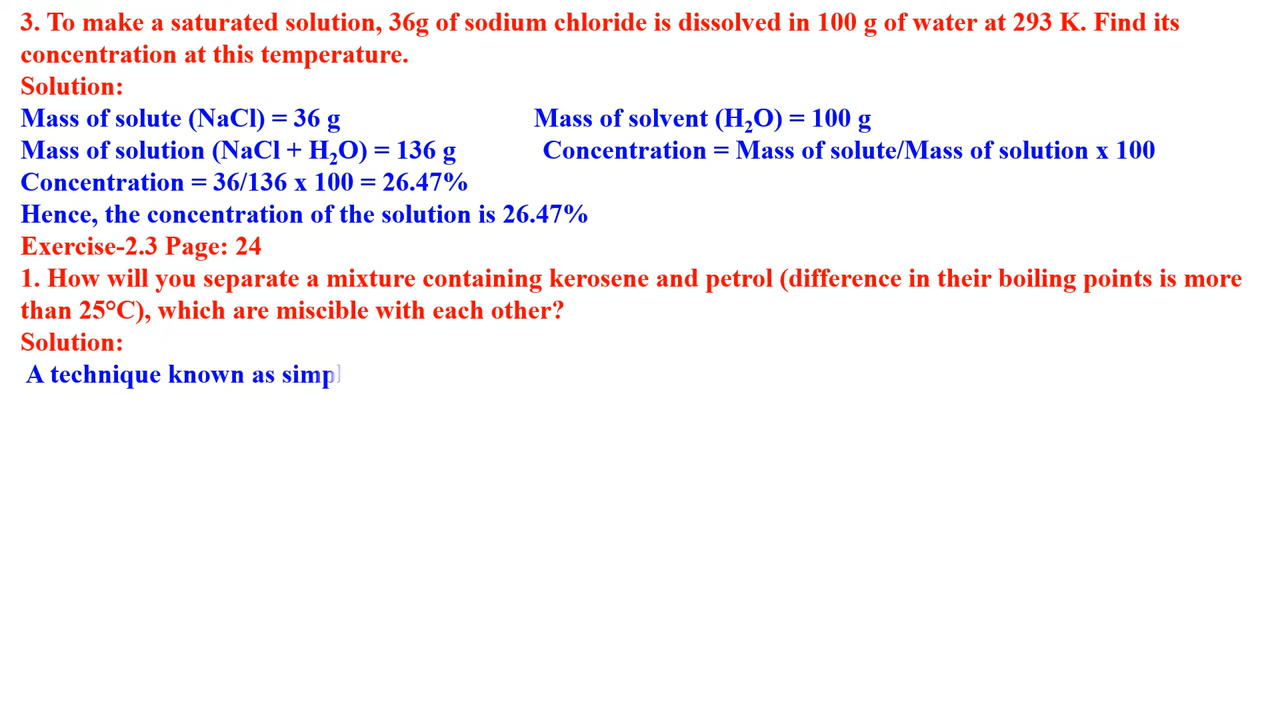 3. To make a saturated solution, 36g of sodium chloride is dissolved in 100 g of water at 293 K. Find its
concentration at this temperature.
Solution:
Mass of solute (NaCl) = 36 g Mass of solvent (H₂O) = 100 g
Mass of solution (NaCl + H₂O) = 136 g Concentration = Mass of solute/Mass of solution x 100
Concentration = 36/136 x 100 = 26.47%
Hence, the concentration of the solution is 26.47%
Exercise-2.3 Page: 24
1. How will you separate a mixture containing kerosene and petrol (difference in their boiling points is more
than 25°C), which are miscible with each other?
Solution:
A technique known as simpl